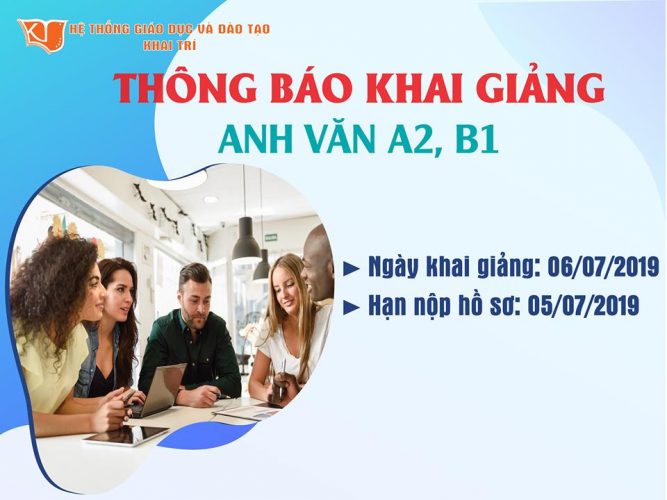 HỆ THỐNG GIÁO DỤC VÀ ĐÀO TẠO
KHAI TRÍ
THÔNG BÁO KHAI GIẢNG
ANH VĂN A2, B1
► Ngày khai giảng: 06/07/2019
► Hạn nộp hồ sơ: 05/07/2019